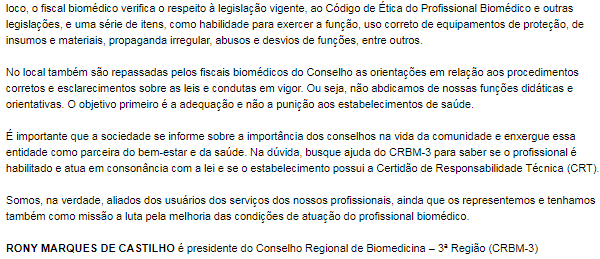 loco, o fiscal biomédico verifica o respeito à legislação vigente, ao Código de Ética do Profissional Biomédico e outras
legislações, e uma série de itens, como habilidade para exercer a função, uso correto de equipamentos de proteção, de
insumos e materiais, propaganda irregular, abusos e desvios de funções, entre outros.
No local também são repassadas pelos fiscais biomédicos do Conselho as orientações em relação aos procedimentos
corretos e esclarecimentos sobre as leis e condutas em vigor. Ou seja, não abdicamos de nossas funções didáticas e
orientativas. O objetivo primeiro é a adequação e não a punição aos estabelecimentos de saúde.
É importante que a sociedade se informe sobre a importância dos conselhos na vida da comunidade e enxergue essa
entidade como parceira do bem-estar e da saúde. Na dúvida, busque ajuda do CRBM-3 para saber se o profissional é
habilitado e atua em consonância com a lei e se o estabelecimento possui a Certidão de Responsabilidade Técnica (CRT).
Somos, na verdade, aliados dos usuários dos serviços dos nossos profissionais, ainda que os representemos e tenhamos
também como missão a luta pela melhoria das condições de atuação do profissional biomédico.
RONY MARQUES DE CASTILHO é presidente do Conselho Regional de Biomedicina – 3ª Região (CRBM-3)